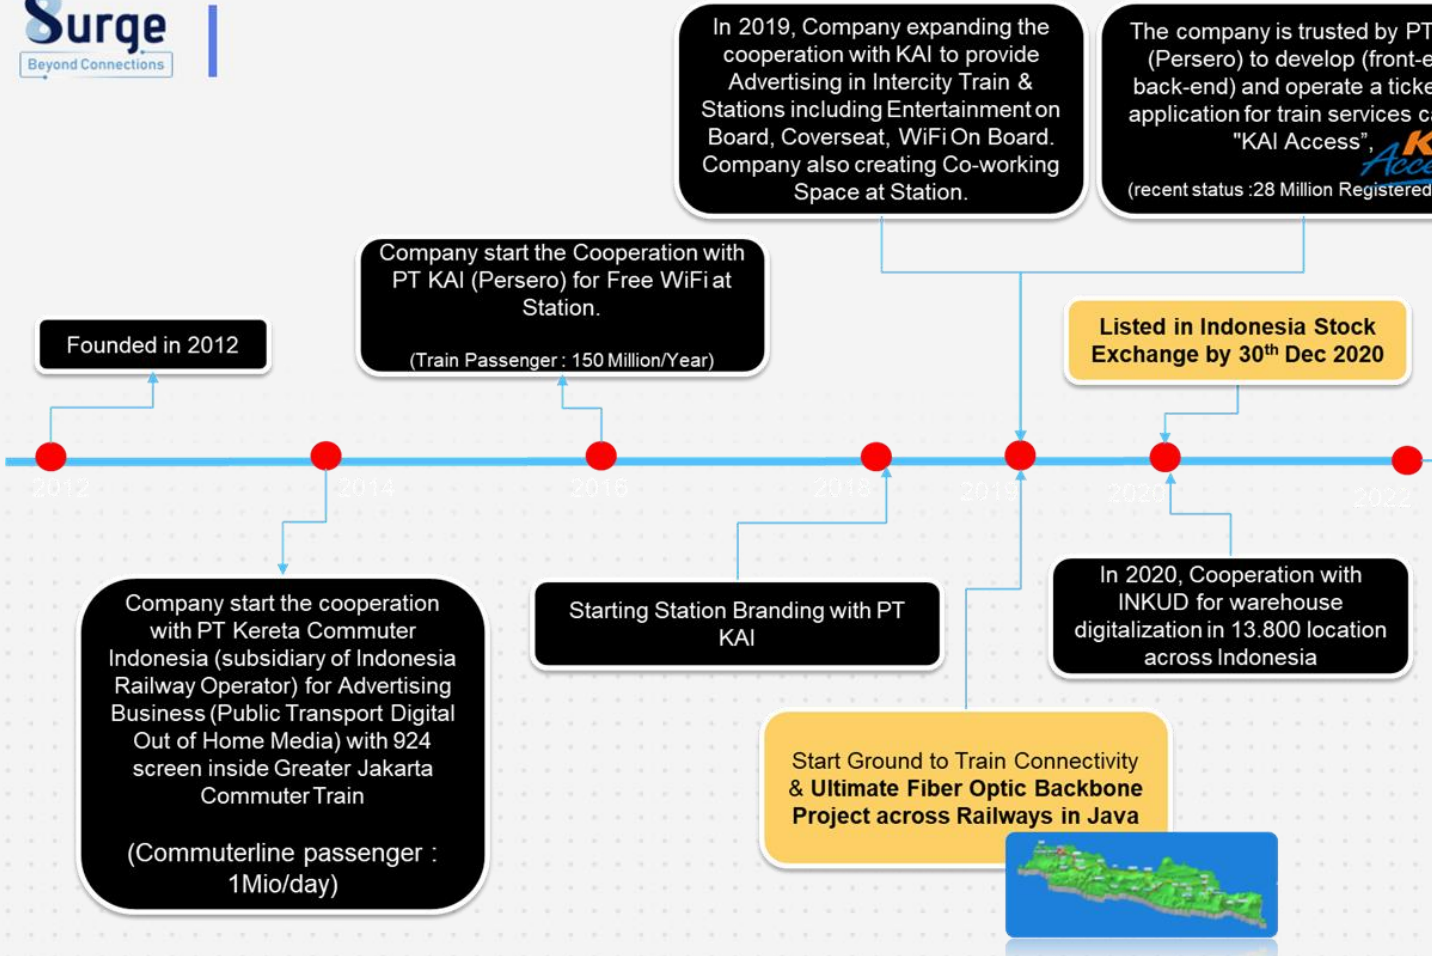 Surge
Beyond Connections
In 2019, Company expanding the
cooperation with KAI to provide
Advertising in Intercity Train &
Stations including Entertainment on
Board, Coverseat, WiFi On Board.
Company also creating Co-working
Space at Station.
The company is trusted by PT
(Persero) to develop (front-e
back-end) and operate a ticke
application for train services ca
"KAI Access”,
(recent status :28 Million Registered
Company start the Cooperation with
PT KAI (Persero) for Free WiFi at
Station.
(Train Passenger : 150 Million/Year)
Founded in 2012
Listed in Indonesia Stock
Exchange by 30th Dec 2020
2012
2014
2016
2018
2019
2020
2022
Company start the cooperation
with PT Kereta Commuter
Indonesia (subsidiary of Indonesia
Railway Operator) for Advertising
Business (Public Transport Digital
Out of Home Media) with 924
screen inside Greater Jakarta
Commuter Train
(Commuterline passenger :
1Mio/day)
Starting Station Branding with PT
KAI
In 2020, Cooperation with
INKUD for warehouse
digitalization in 13.800 location
across Indonesia
Start Ground to Train Connectivity
& Ultimate Fiber Optic Backbone
Project across Railways in Java